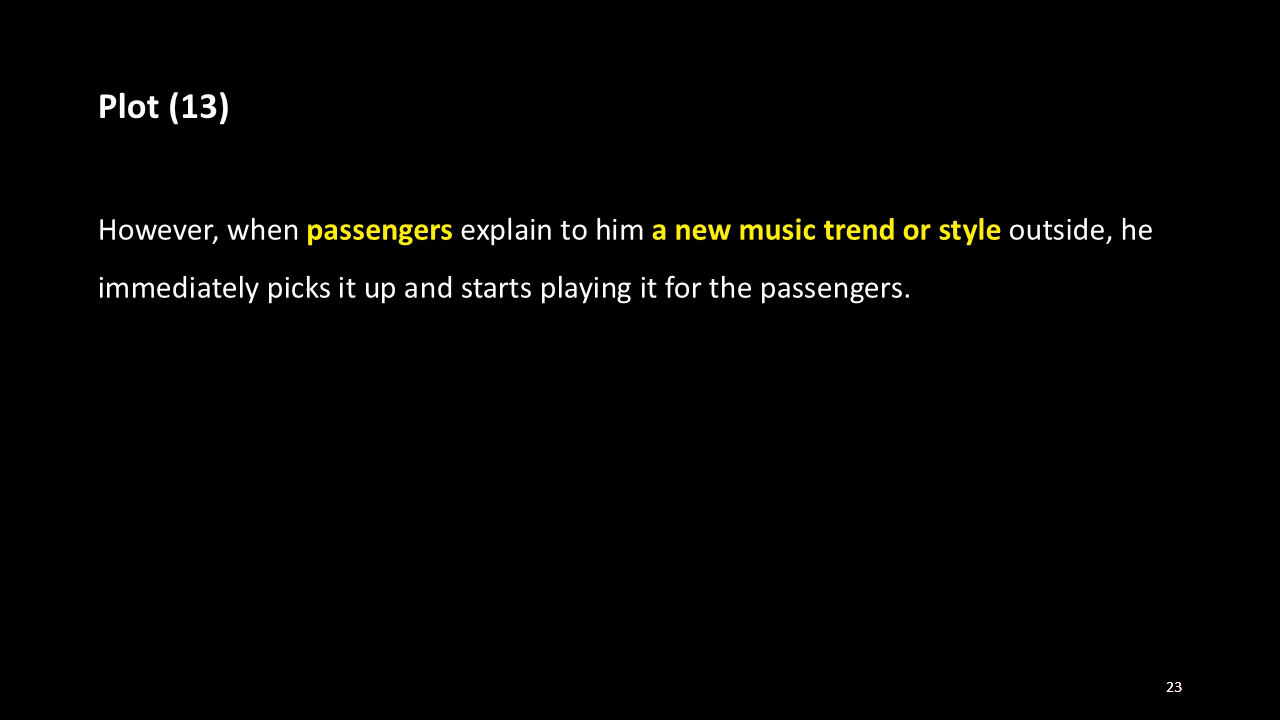 Plot (13)
However, when passengers explain to him a new music trend or style outside, he
immediately picks it up and starts playing it for the passengers.
23